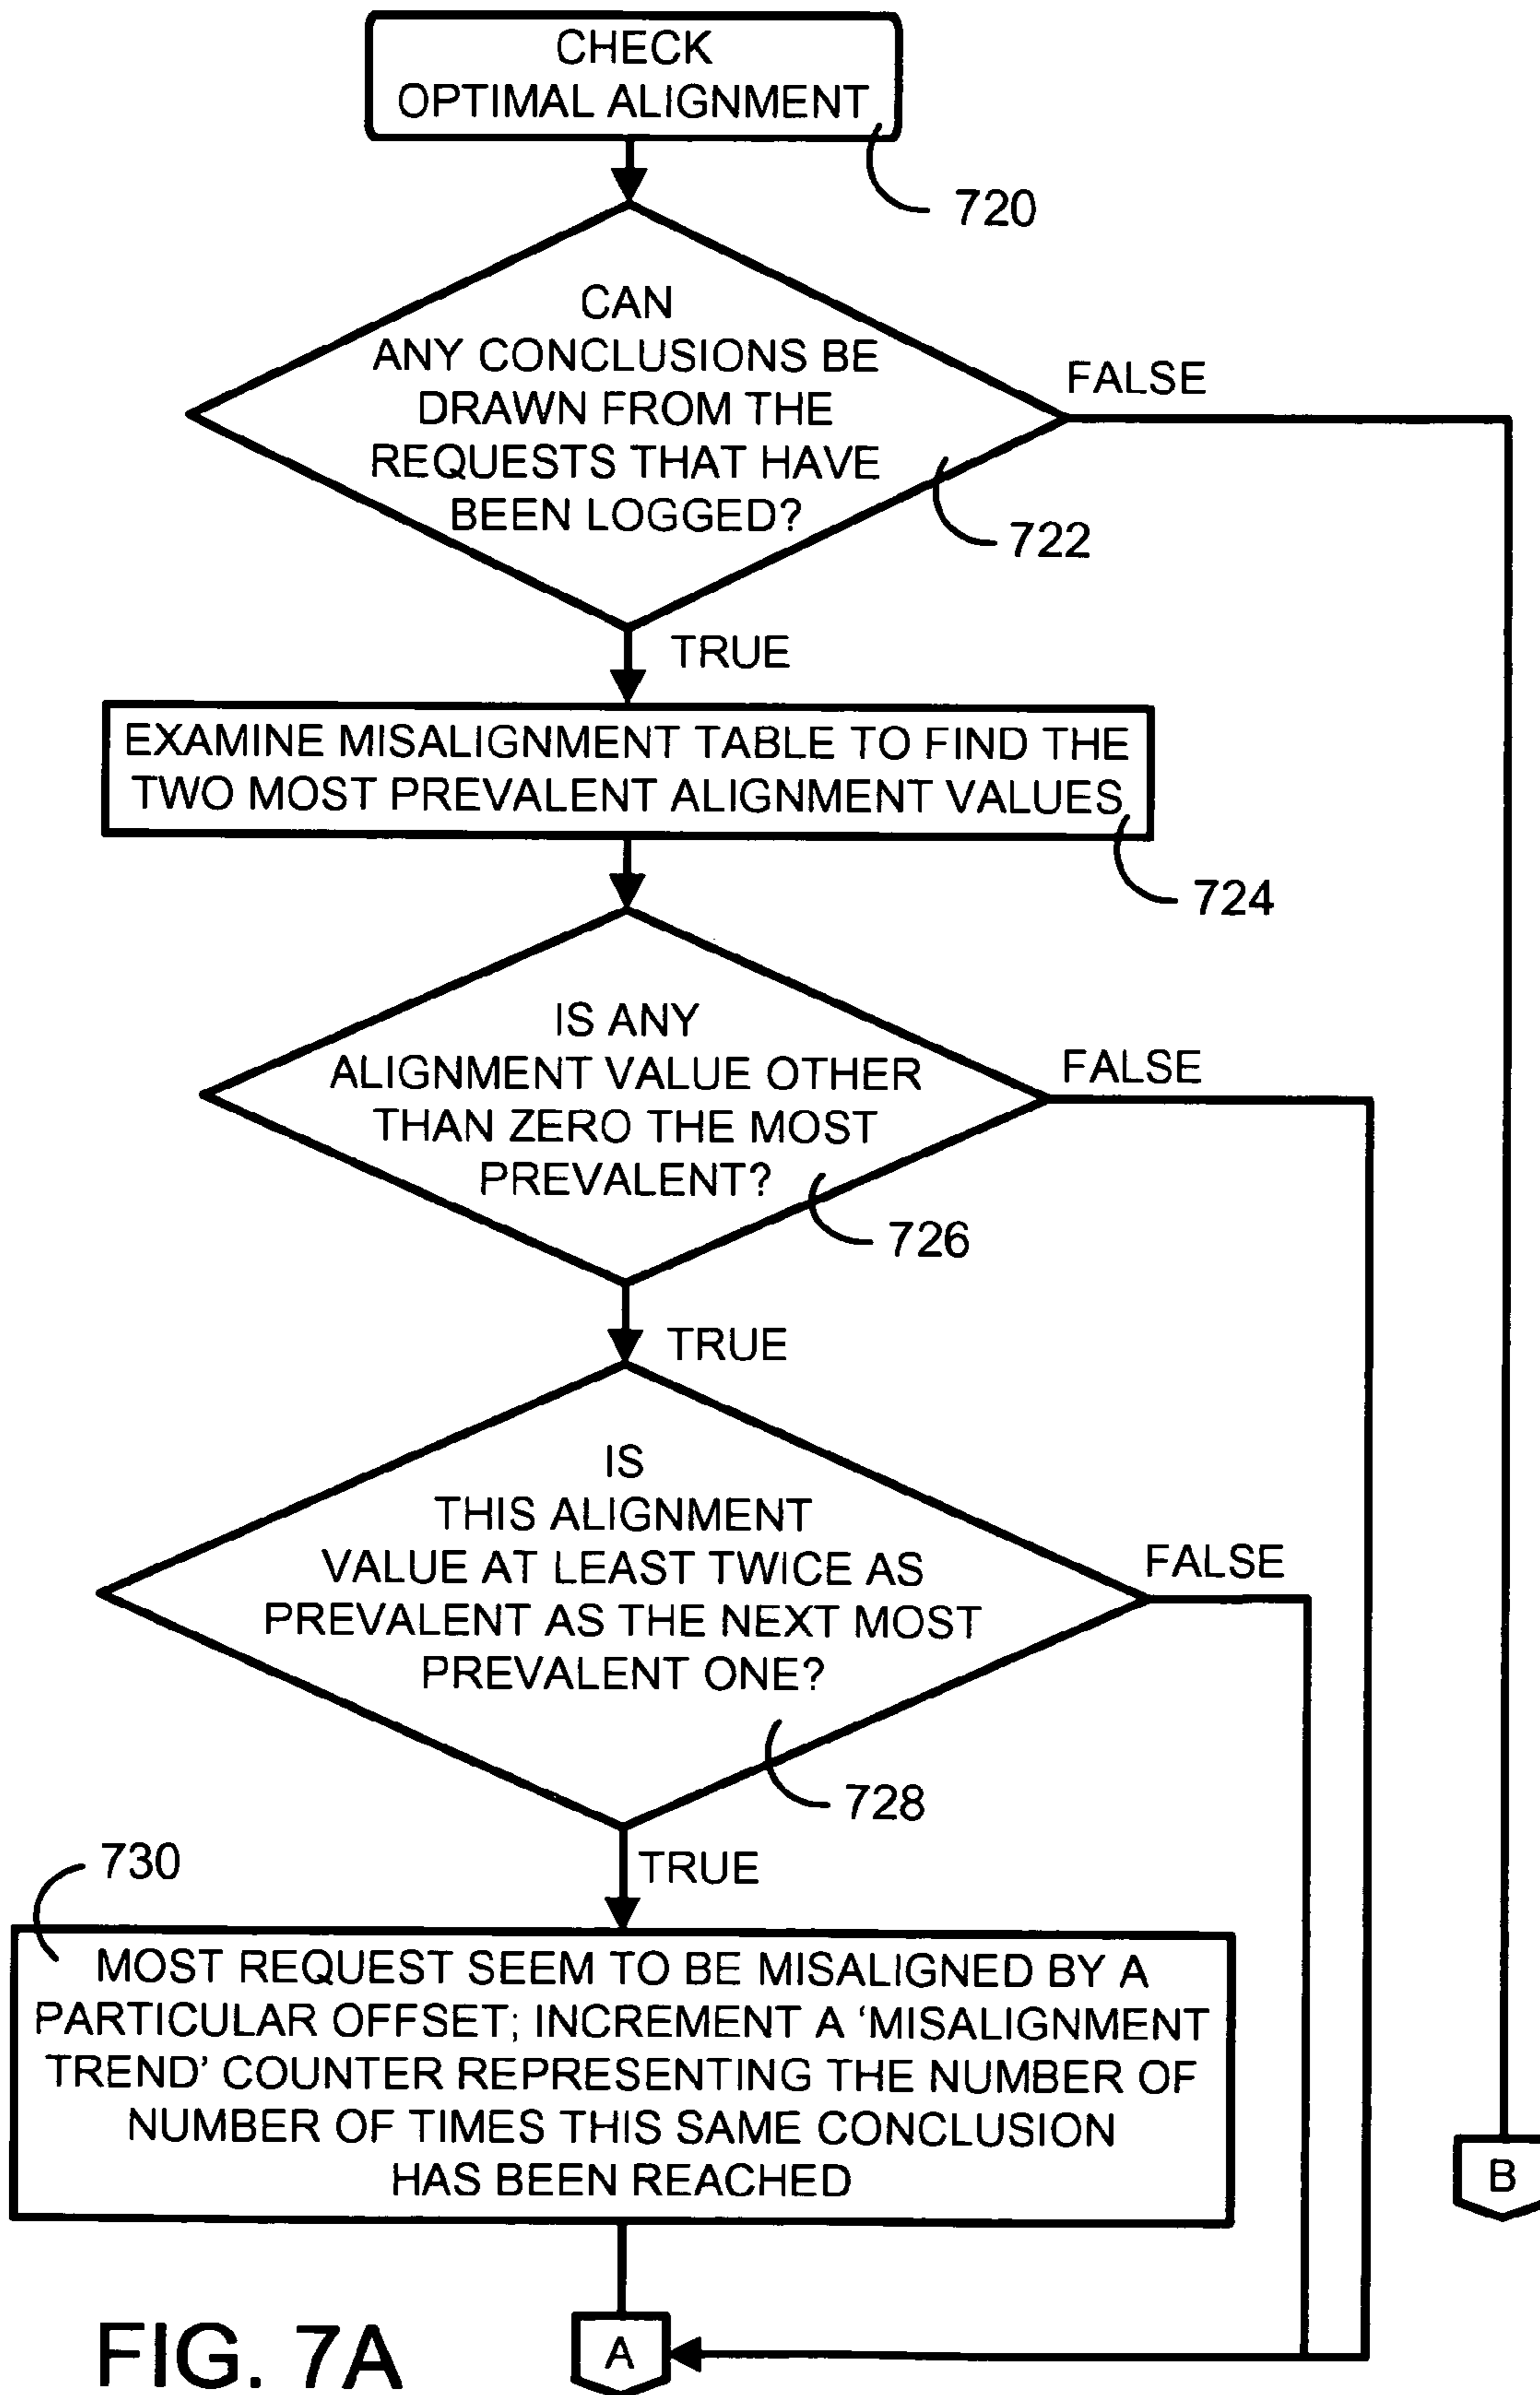 CHECK
OPTIMAL ALIGNMENT
720
CAN
ANY CONCLUSIONS BE
DRAWN FROM THE
REQUESTS THAT HAVE
BEEN LOGGED?
FALSE
722
TRUE
EXAMINE MISALIGNMENT TABLE TO FIND THE
TWO MOST PREVALENT ALIGNMENT VALUES
724
IS ANY
ALIGNMENT VALUE OTHER
THAN ZERO THE MOST
PREVALENT?
FALSE
726
TRUE
IS
THIS ALIGNMENT
VALUE AT LEAST TWICE AS
PREVALENT AS THE NEXT MOST
PREVALENT ONE?
FALSE
728
TRUE
730
MOST REQUEST SEEM TO BE MISALIGNED BY A
PARTICULAR OFFSET; INCREMENT A ‘MISALIGNMENT
TREND’ COUNTER REPRESENTING THE NUMBER OF
NUMBER OF TIMES THIS SAME CONCLUSION
HAS BEEN REACHED
B
A
FIG. 7A